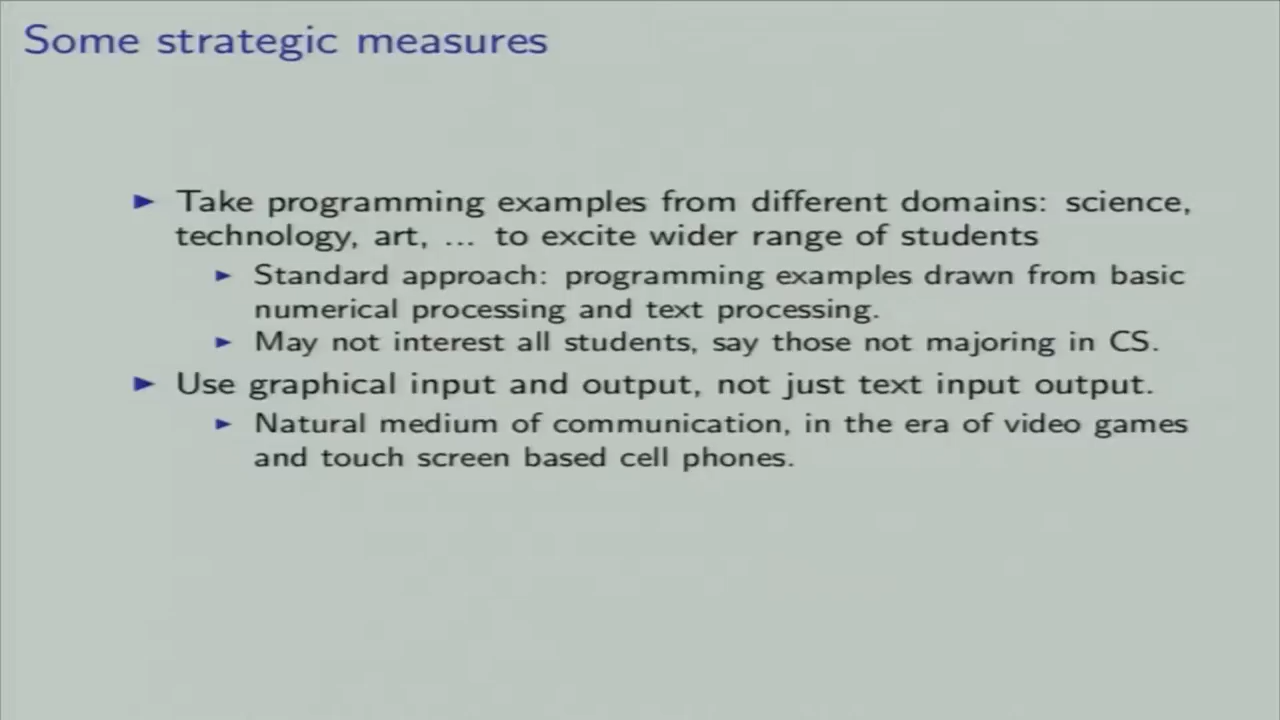 Some strategic measures
Take programming examples from different domains: science,
technology, art, ... to excite wider range of students
Standard approach: programming examples drawn from basic
numerical processing and text processing.
May not interest all students, say those not majoring in CS.
Use graphical input and output, not just text input output.
Natural medium of communication, in the era of video games
and touch screen based cell phones.